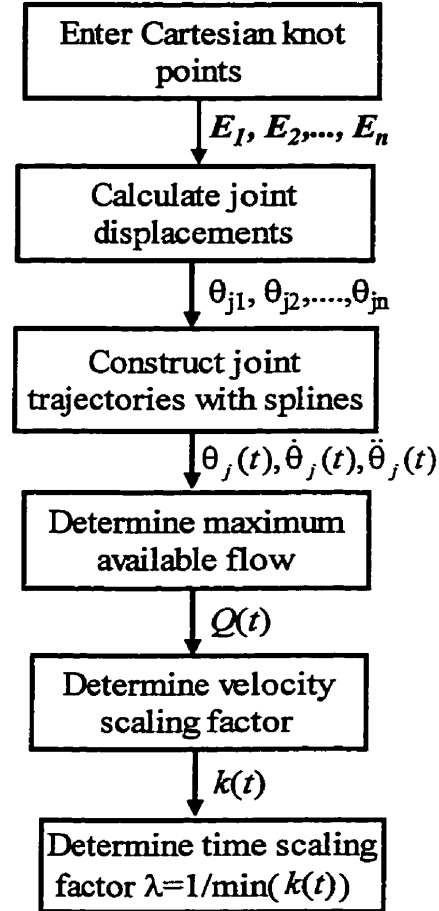 Enter Cartesian knot
points
E₁, E₂,..., Eₙ
Calculate joint
displacements
θⱼ₁, θⱼ₂,....,θⱼₙ
Construct joint
trajectories with splines
θⱼ(t), θ̇ⱼ(t), θ̈ⱼ(t)
Determine maximum
available flow
Q(t)
Determine velocity
scaling factor
k(t)
Determine time scaling
factor λ=1/min( k(t))